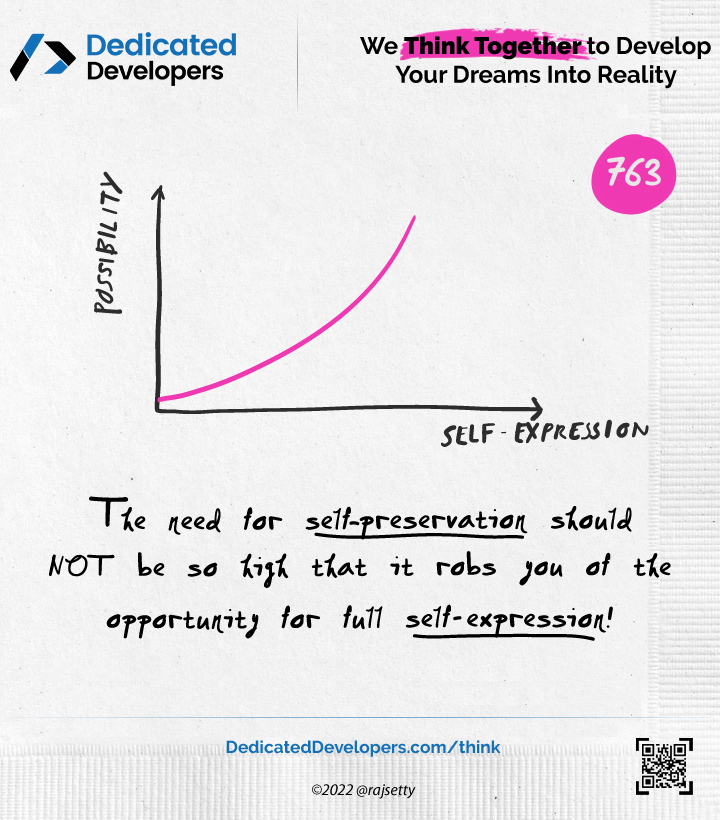 Dedicated
Developers
We Think Together to Develop
Your Dreams Into Reality
763
POSSIBILITY
SELF-EXPRESSION
The need for self-preservation should
NOT be so high that it robs you of the
opportunity for full self-expression!
DedicatedDevelopers.com/think
©2022 @rajsetty